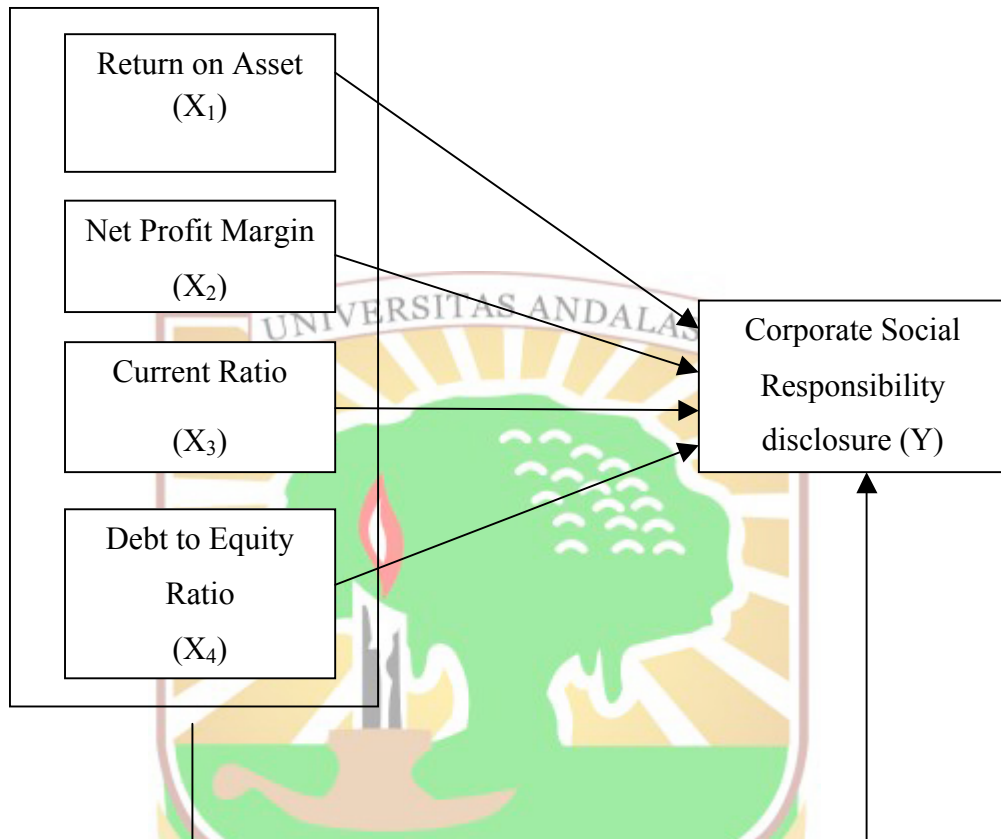 Return on Asset
(X₁)
Net Profit Margin
(X₂)
Current Ratio
(X₃)
Debt to Equity
Ratio
(X₄)
UNIVERSITAS ANDALAS
Corporate Social
Responsibility
disclosure (Y)